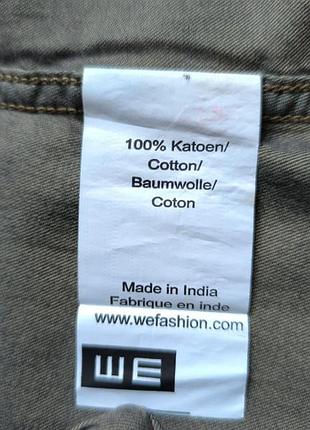 100% Katoen/
Cotton/
Baumwolle/
Coton
Made in India
Fabrique en inde
www.wefashion.com
WE